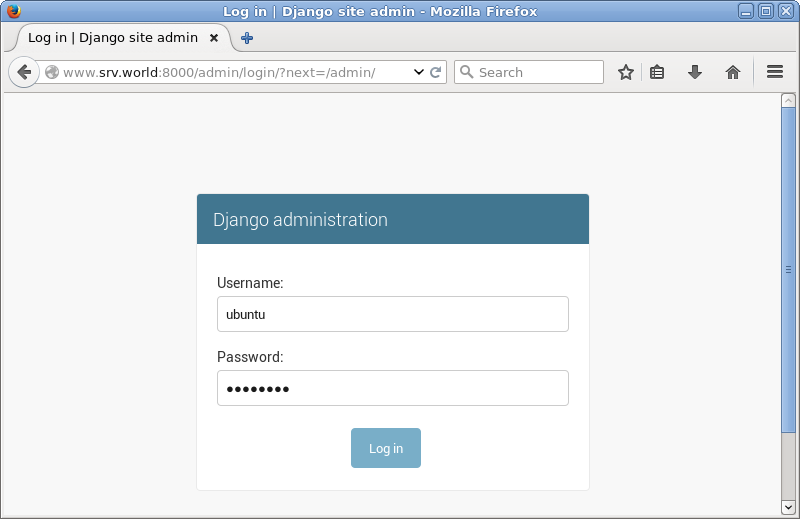 Log in | Django site admin - Mozilla Firefox
Log in | Django site admin
www.srv.world:8000/admin/login/?next=/admin/
Search
Django administration
Username:
ubuntu
Password:
••••••••
Log in